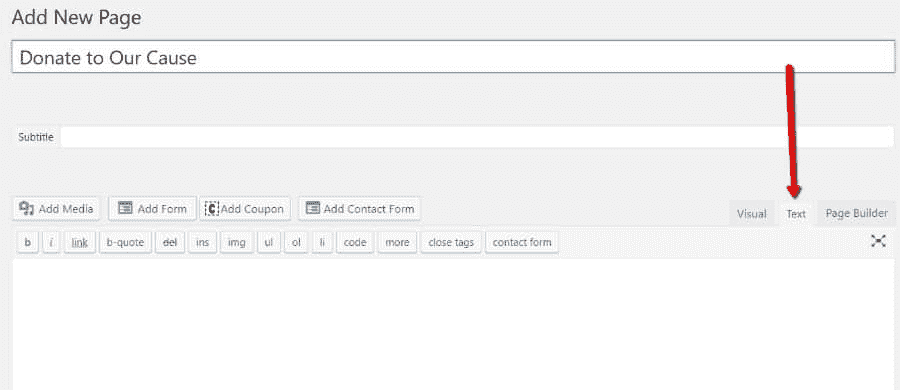 Add New Page
Donate to Our Cause
Subtitle
Add Media Add Form Add Coupon Add Contact Form Visual Text Page Builder
b i link b-quote del ins img ul ol li code more close tags contact form